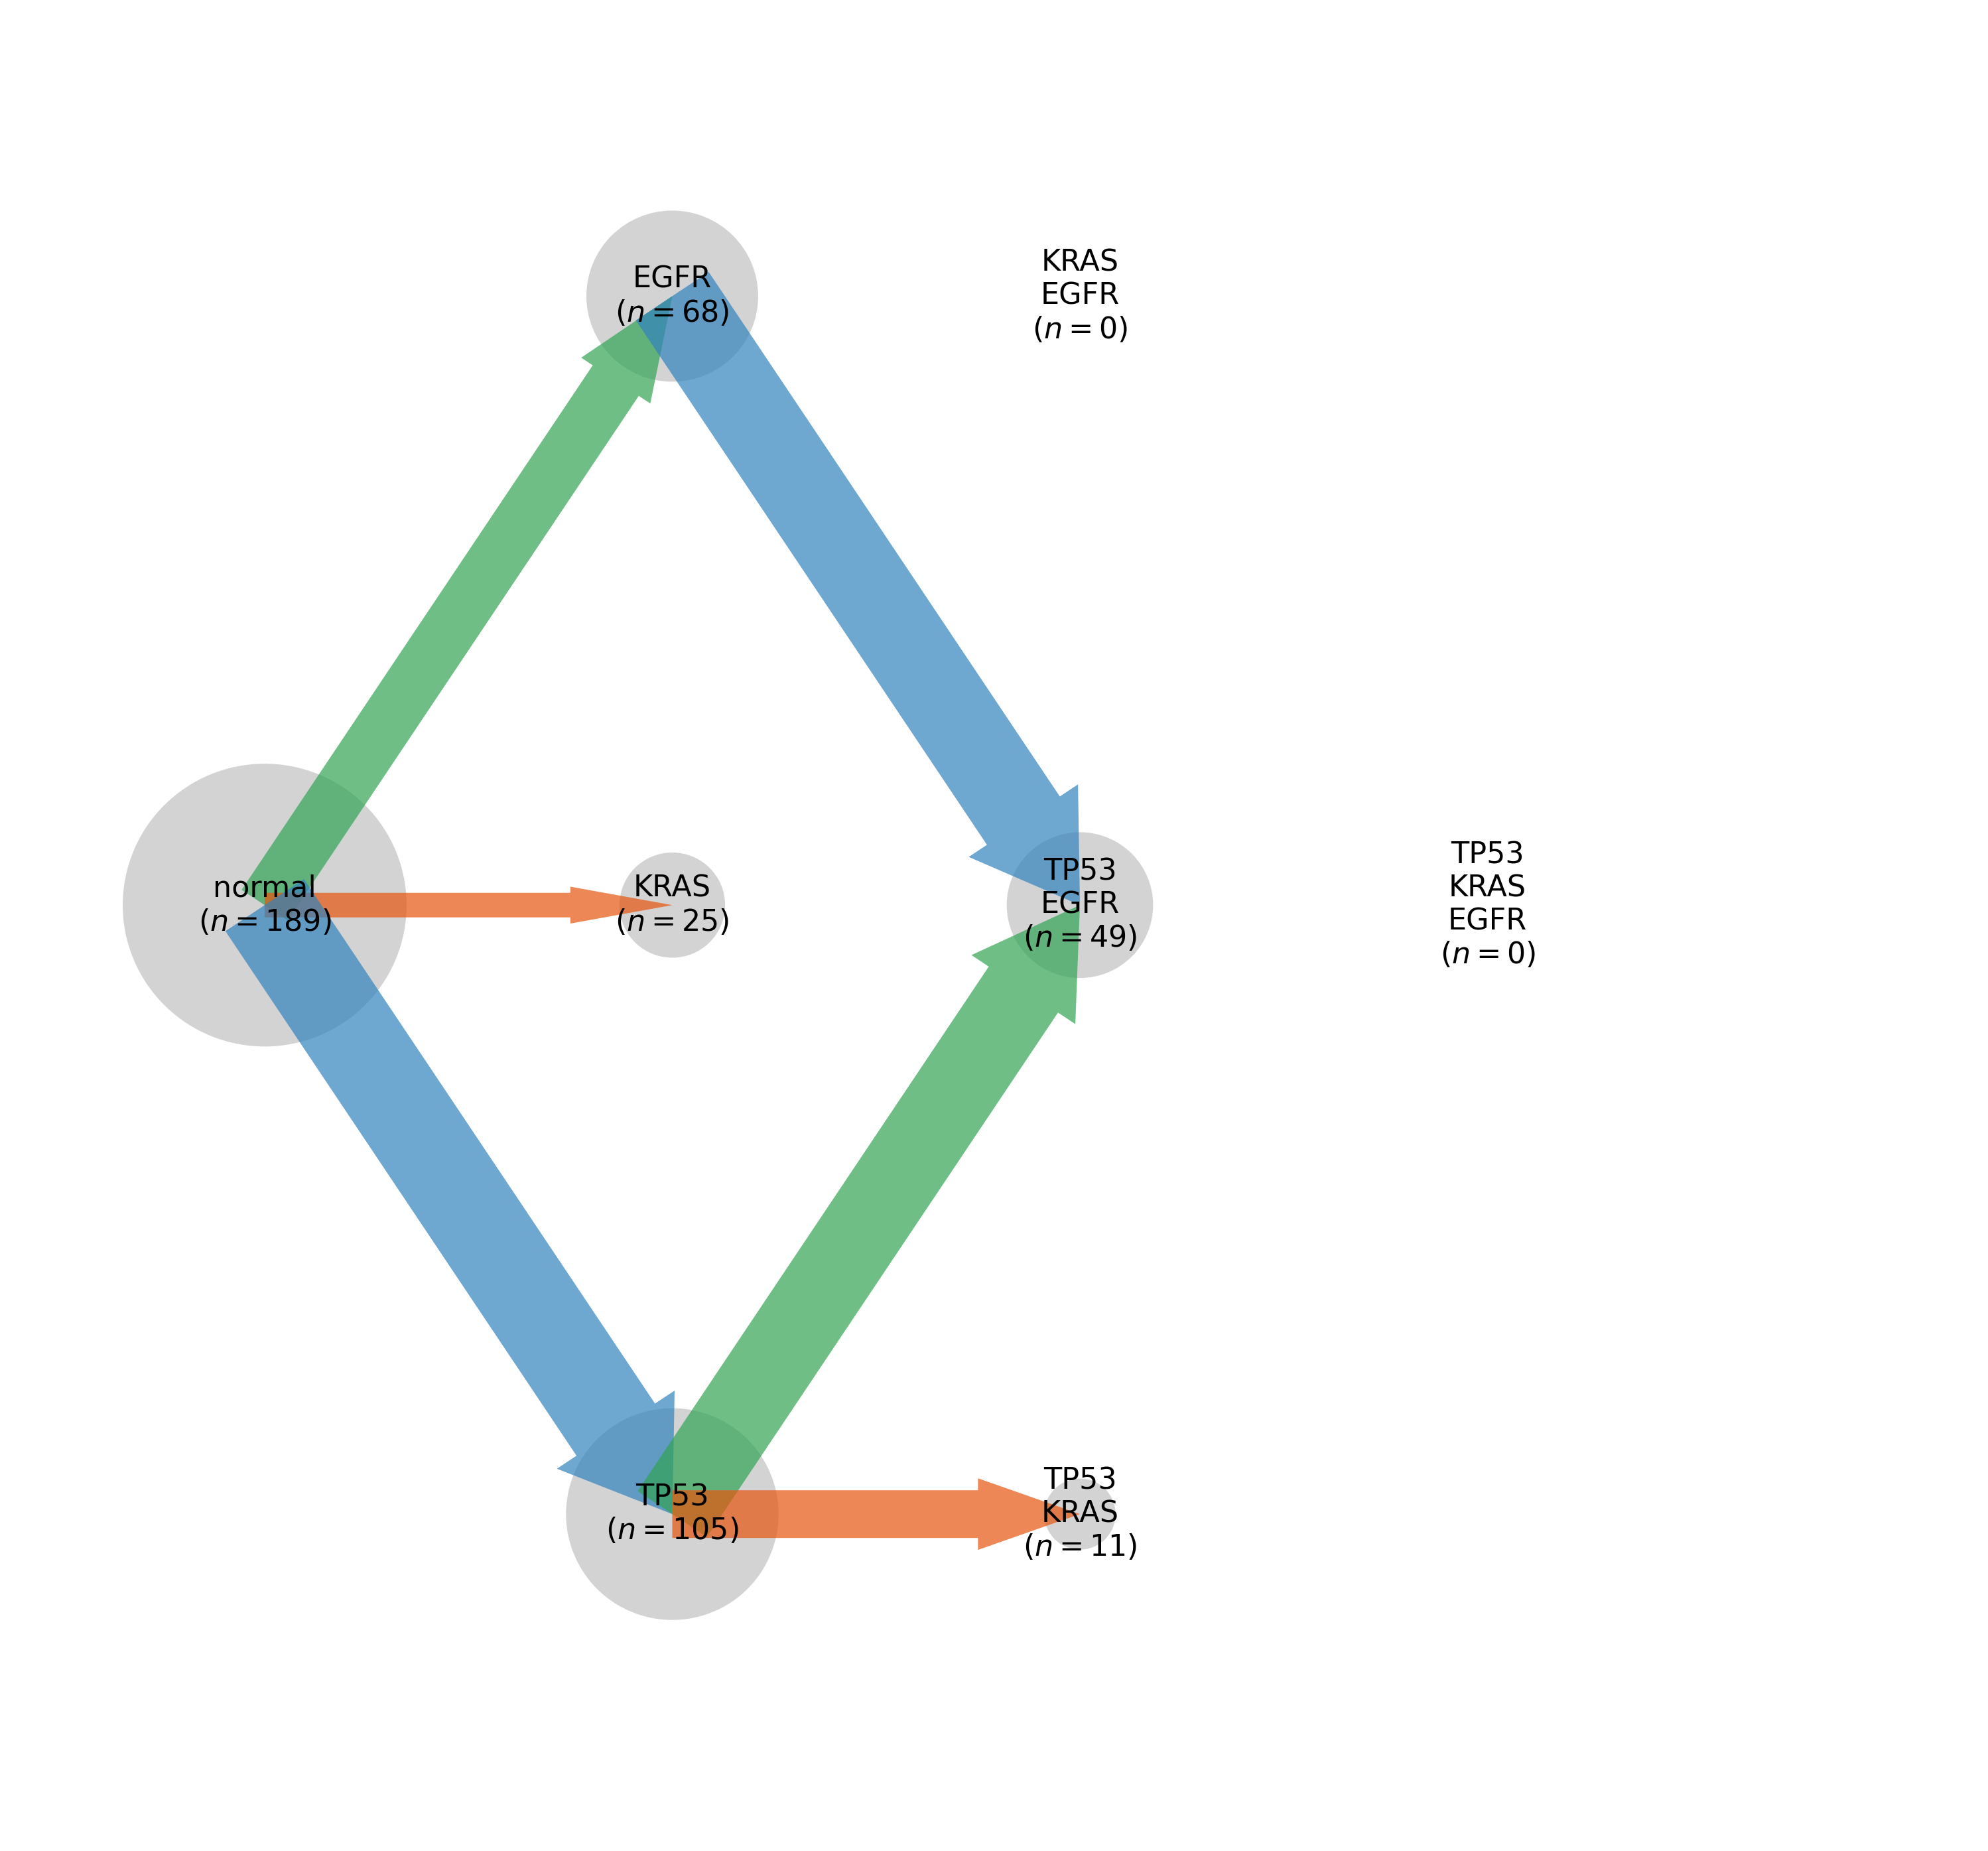 EGFR
(n = 68)
KRAS
EGFR
(n = 0)
normal
(n = 189)
KRAS
(n = 25)
TP53
EGFR
(n = 49)
TP53
KRAS
EGFR
(n = 0)
TP53
(n = 105)
TP53
KRAS
(n = 11)